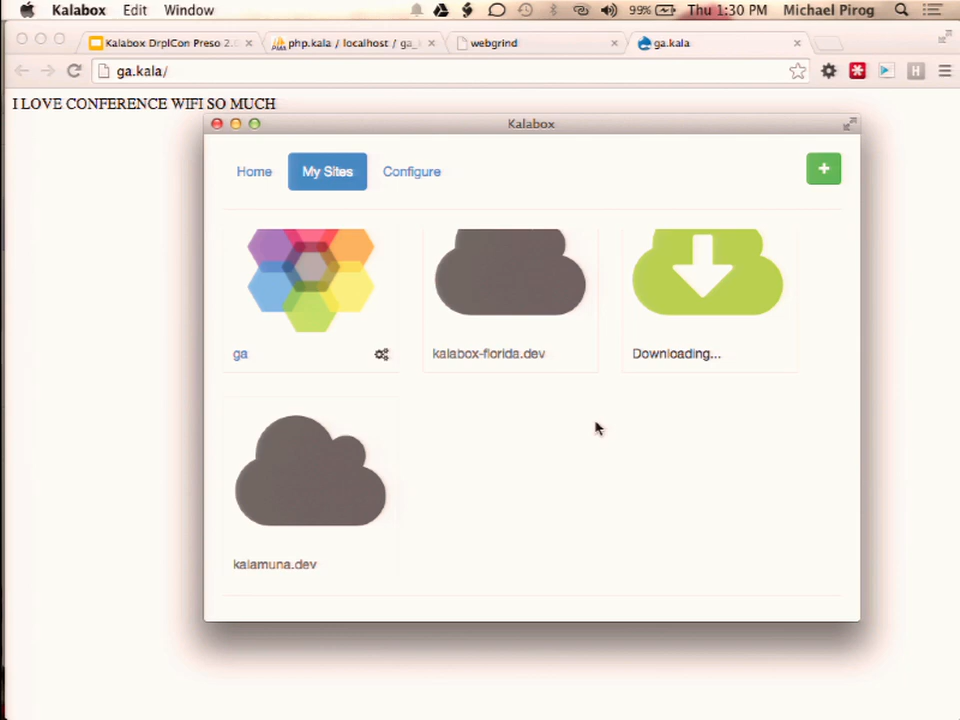 Kalabox Edit Window 99% Thu 1:30 PM Michael Pirog
Kalabox DrplCon Preso 2. php.kala / localhost / ga_ webgrind ga.kala
ga.kala/
I LOVE CONFERENCE WIFI SO MUCH
Kalabox
Home My Sites Configure +
ga kalabox-florida.dev Downloading...
kalamuna.dev